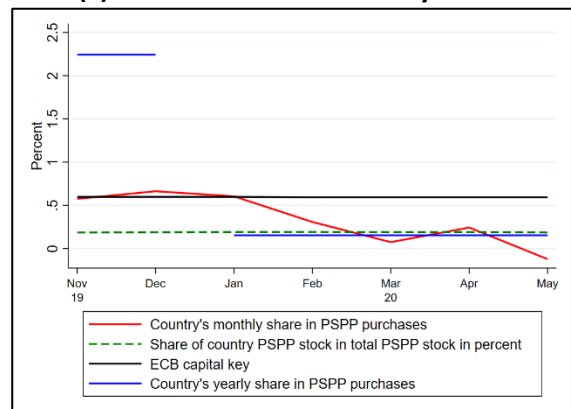 2.5
2
1.5
1
.5
0
Percent
Nov Dec Jan Feb Mar Apr May
19 20
Country's monthly share in PSPP purchases
Share of country PSPP stock in total PSPP stock in percent
ECB capital key
Country's yearly share in PSPP purchases